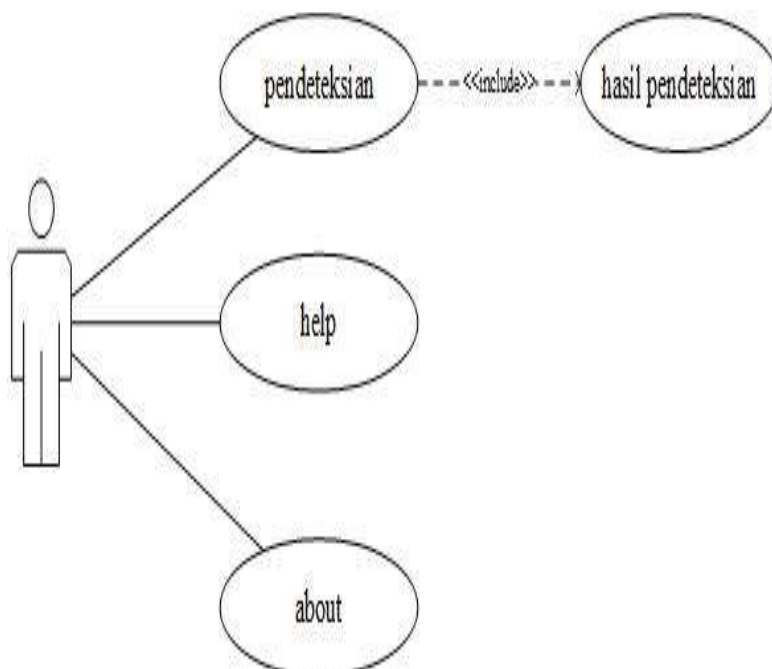 pendeteksian
<<include>>
hasil pendeteksian
help
about